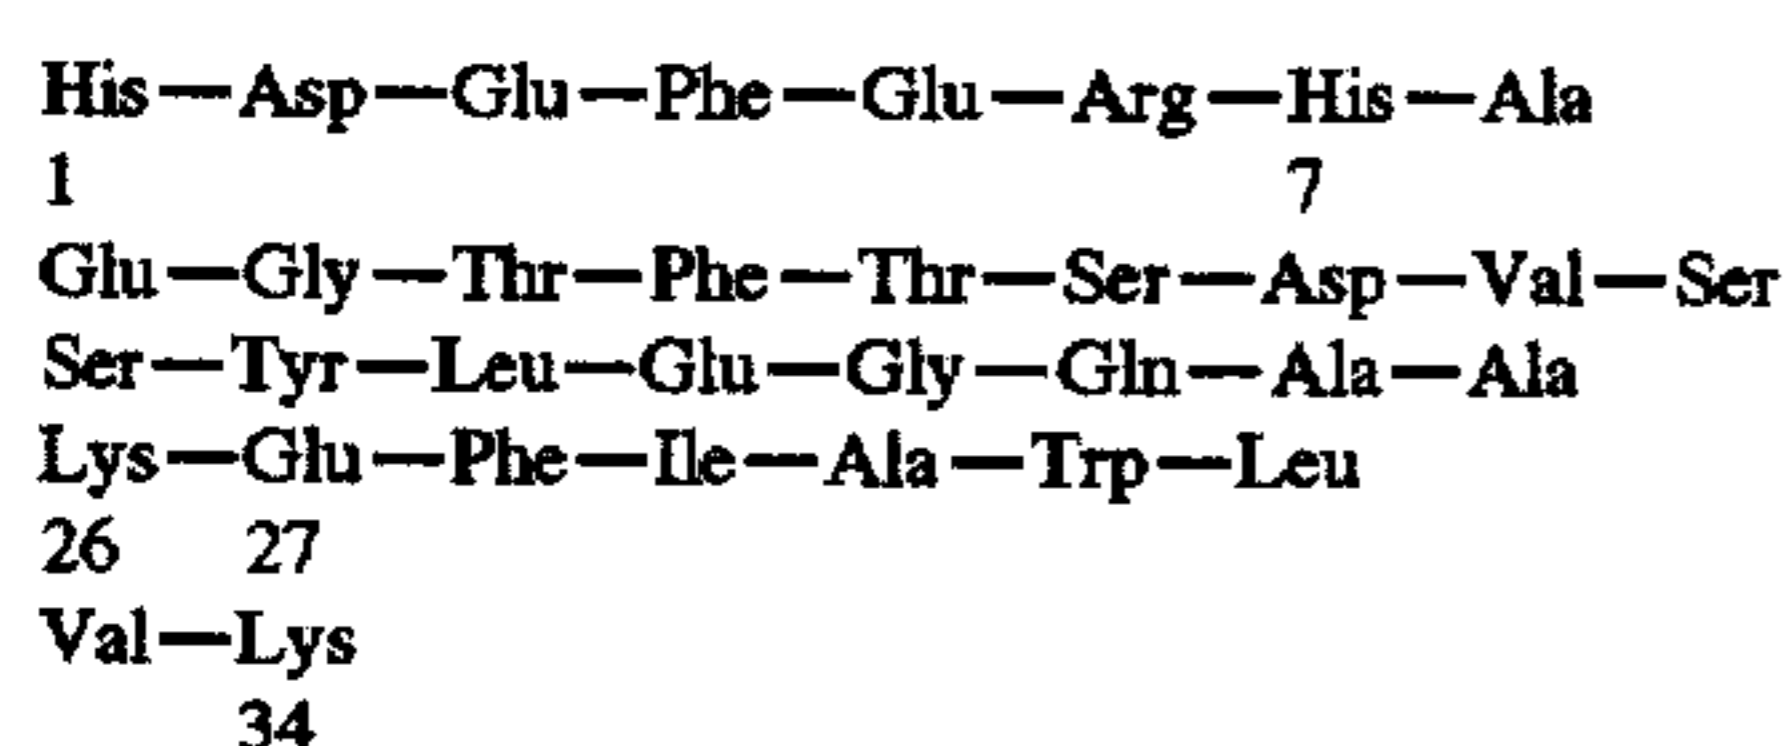 His—Asp—Glu—Phe—Glu—Arg—His—Ala
1 7
Glu—Gly—Thr—Phe—Thr—Ser—Asp—Val—Ser
Ser—Tyr—Leu—Glu—Gly—Gln—Ala—Ala
Lys—Glu—Phe—Ile—Ala—Trp—Leu
26 27
Val—Lys
34